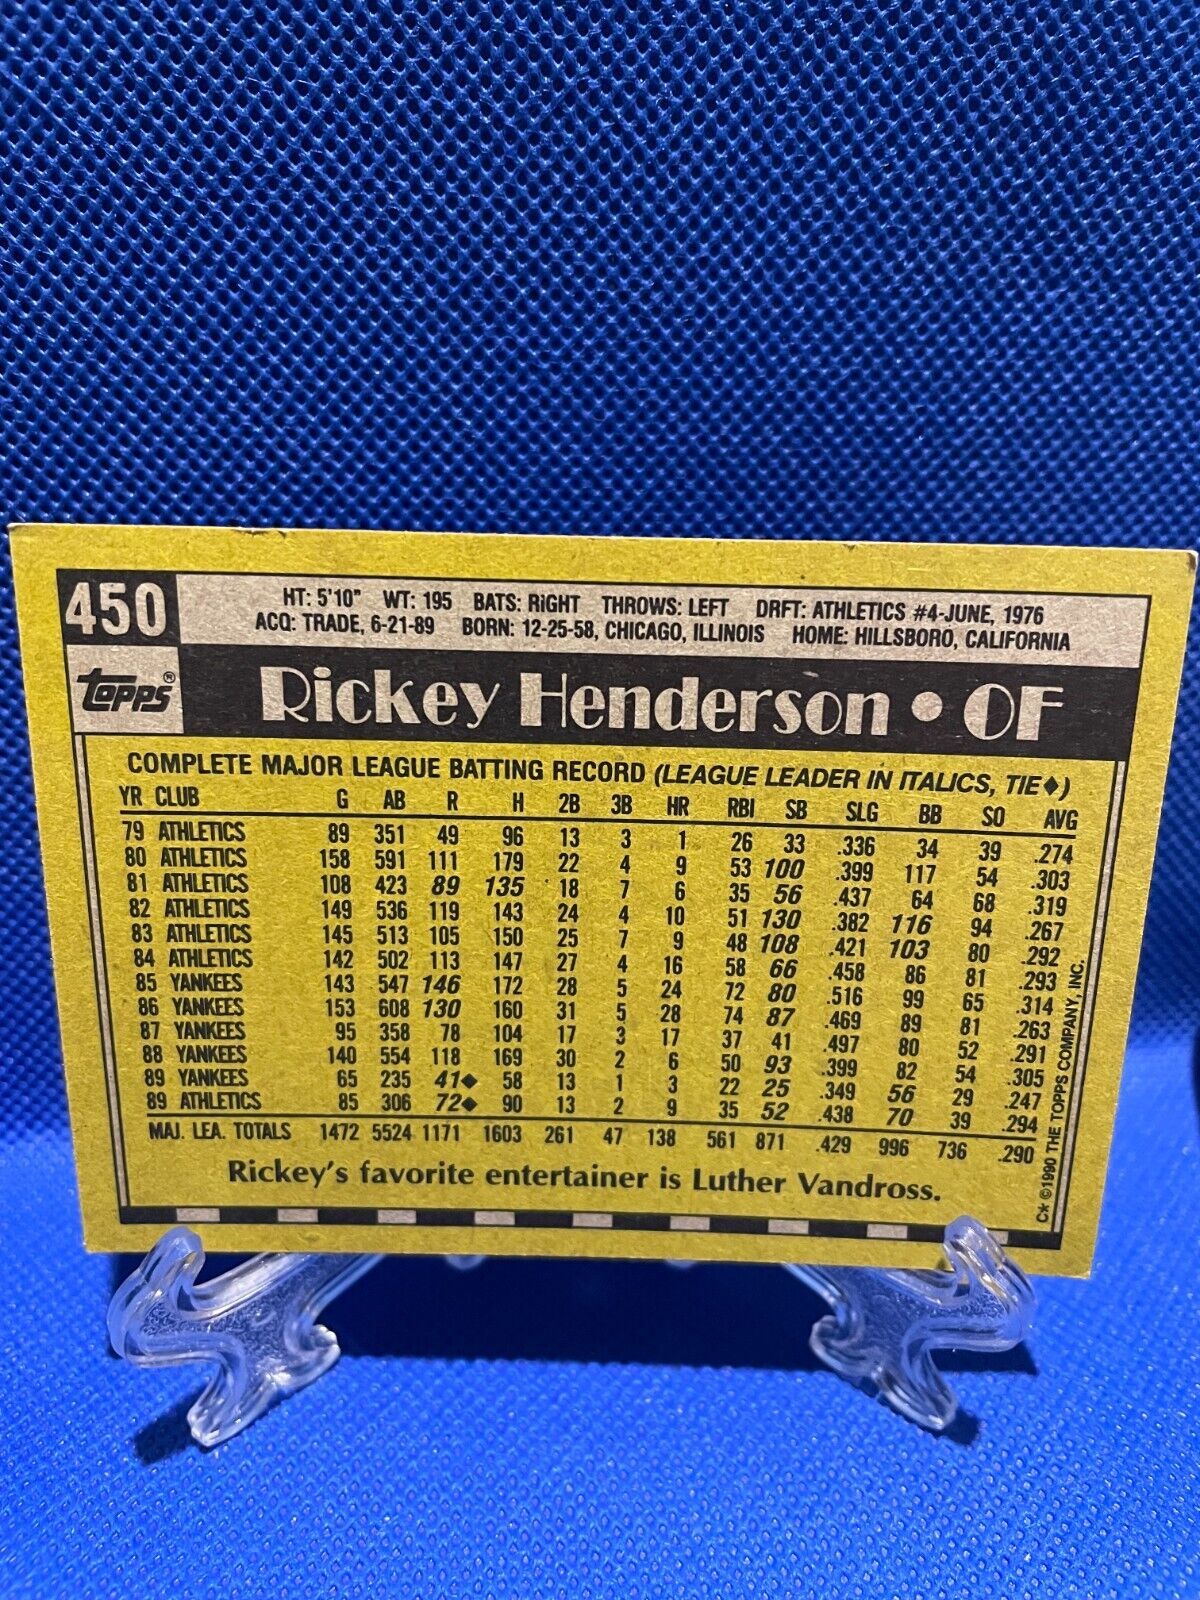 450
HT: 5'10" WT: 195 BATS: RIGHT THROWS: LEFT DRFT: ATHLETICS #4-JUNE, 1976
ACQ: TRADE, 6-21-89 BORN: 12-25-58, CHICAGO, ILLINOIS HOME: HILLSBORO, CALIFORNIA
TOPPS®
Rickey Henderson • OF
COMPLETE MAJOR LEAGUE BATTING RECORD (LEAGUE LEADER IN ITALICS, TIE♦)
YR CLUB G AB R H 2B 3B HR RBI SB SLG BB SO AVG
79 ATHLETICS 89 351 49 96 13 3 1 26 33 .336 34 39 .274
80 ATHLETICS 158 591 111 179 22 4 9 53 100 .399 117 54 .303
81 ATHLETICS 108 423 89 135 18 7 6 35 56 .437 64 68 .319
82 ATHLETICS 149 536 119 143 24 4 10 51 130 .382 116 94 .267
83 ATHLETICS 145 513 105 150 25 7 9 48 108 .421 103 80 .292
84 ATHLETICS 142 502 113 147 27 4 16 58 66 .458 86 81 .293
85 YANKEES 143 547 146 172 28 5 24 72 80 .516 99 65 .314
86 YANKEES 153 608 130 160 31 5 28 74 87 .469 89 81 .263
87 YANKEES 95 358 78 104 17 3 17 37 41 .497 80 52 .291
88 YANKEES 140 554 118 169 30 2 6 50 93 .399 82 54 .305
89 YANKEES 65 235 41♦ 58 13 1 3 22 25 .349 56 29 .247
89 ATHLETICS 85 306 72♦ 90 13 2 9 35 52 .438 70 39 .294
MAJ. LEA. TOTALS 1472 5524 1171 1603 261 47 138 561 871 .429 996 736 .290
Rickey's favorite entertainer is Luther Vandross.
C* ©1990 THE TOPPS COMPANY, INC.